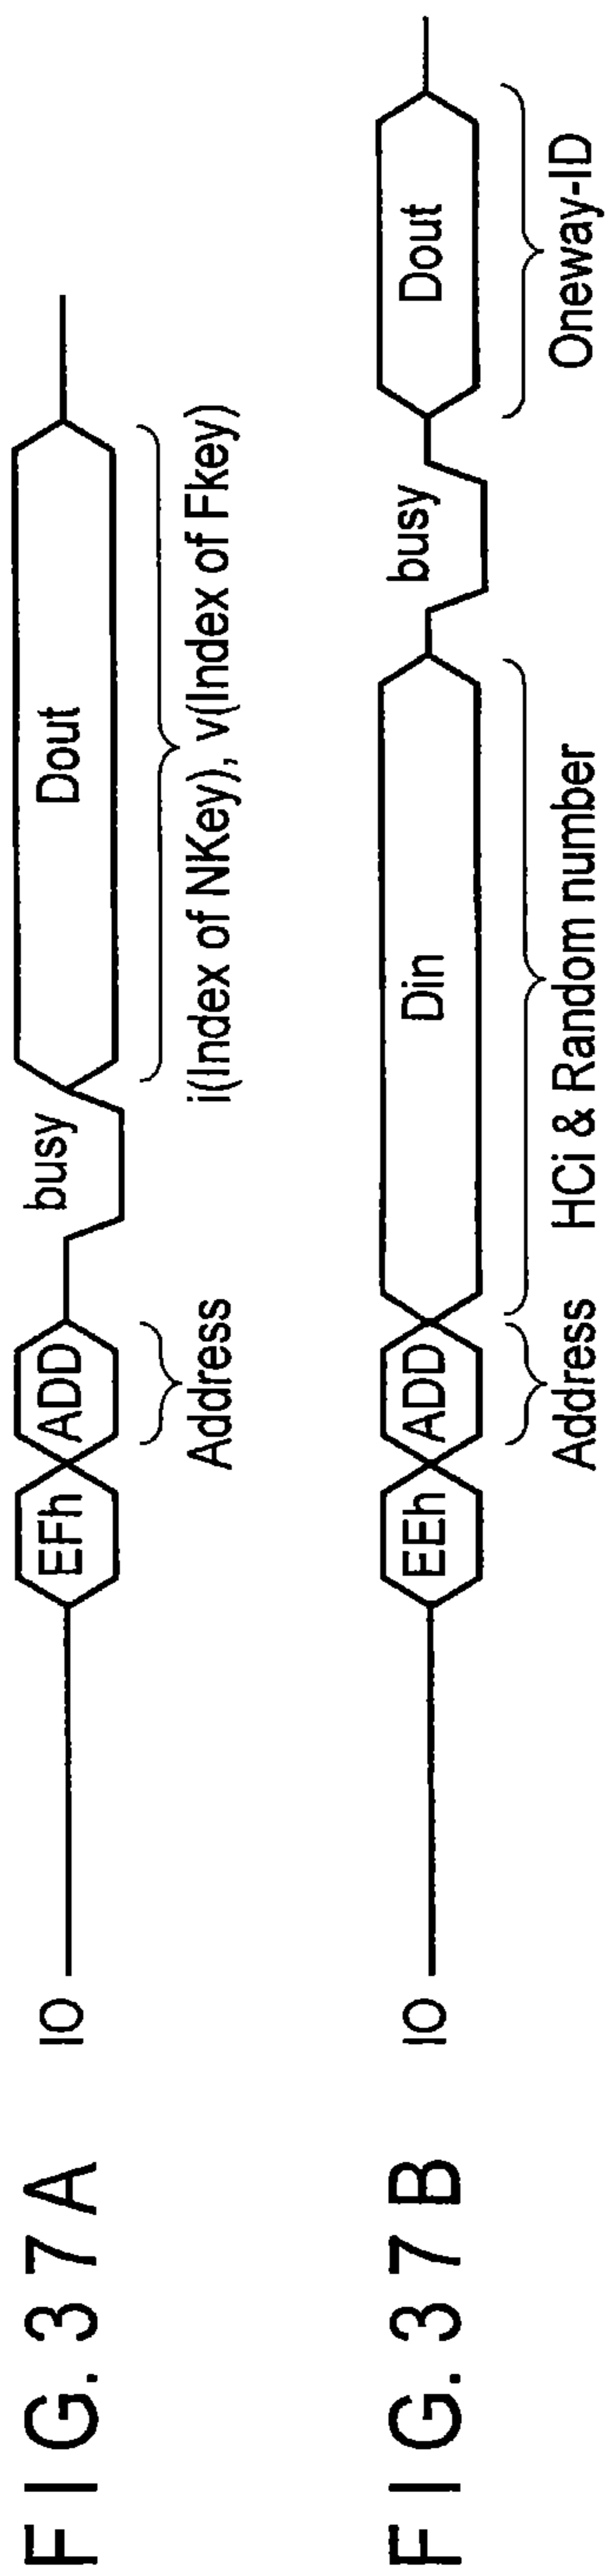 FIG. 37A
IO
EFh
ADD
busy
Dout
Address
i(Index of NKey), v(Index of Fkey)
FIG. 37B
IO
EEh
ADD
Din
busy
Dout
Address
HCi & Random number
Oneway-ID